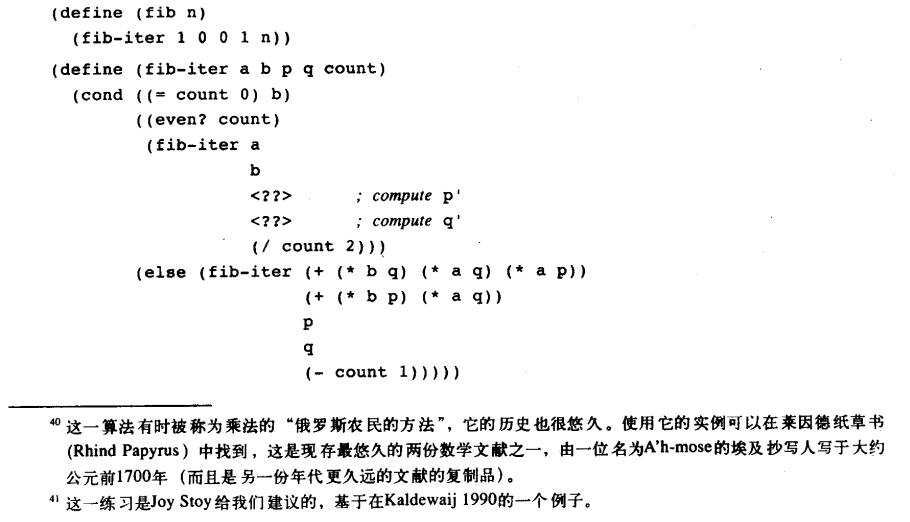 (define (fib n)
(fib-iter 1 0 0 1 n))
(define (fib-iter a b p q count)
(cond ((= count 0) b)
((even? count)
(fib-iter a
b
<??> ; compute p'
<??> ; compute q'
(/ count 2)))
(else (fib-iter (+ (* b q) (* a q) (* a p))
(+ (* b p) (* a q))
p
q
(- count 1)))))
40 这一算法有时被称为乘法的“俄罗斯农民的方法”，它的历史也很悠久。使用它的实例可以在莱因德纸草书
(Rhind Papyrus）中找到，这是现存最悠久的两份数学文献之一，由一位名为A'h-mose的埃及抄写人写于大约
公元前1700年（而且是另一份年代更久远的文献的复制品）。
41 这一练习是Joy Stoy给我们建议的，基于在Kaldewaij 1990的一个例子。